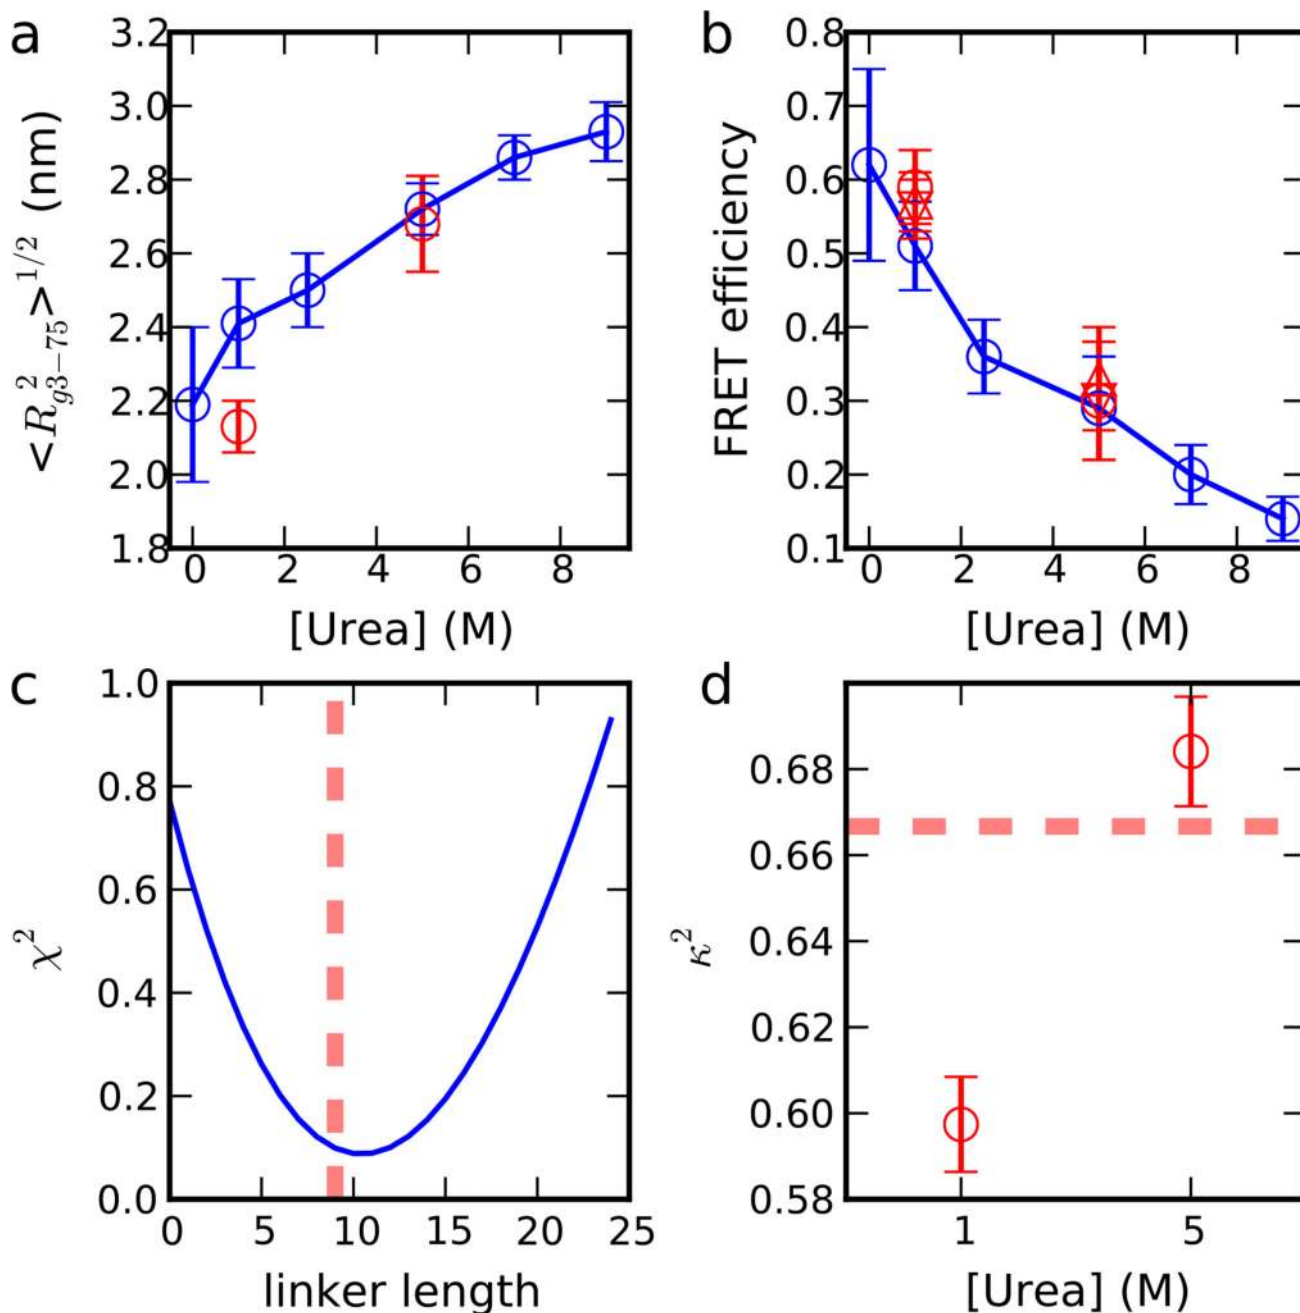 a
<R²g3−75>^1/2 (nm)
3.2
3.0
2.8
2.6
2.4
2.2
2.0
1.8
0 2 4 6 8
[Urea] (M)
b
FRET efficiency
0.8
0.7
0.6
0.5
0.4
0.3
0.2
0.1
0 2 4 6 8
[Urea] (M)
c
χ²
1.0
0.8
0.6
0.4
0.2
0.0
0 5 10 15 20 25
linker length
d
κ²
0.68
0.66
0.64
0.62
0.60
0.58
1 5
[Urea] (M)